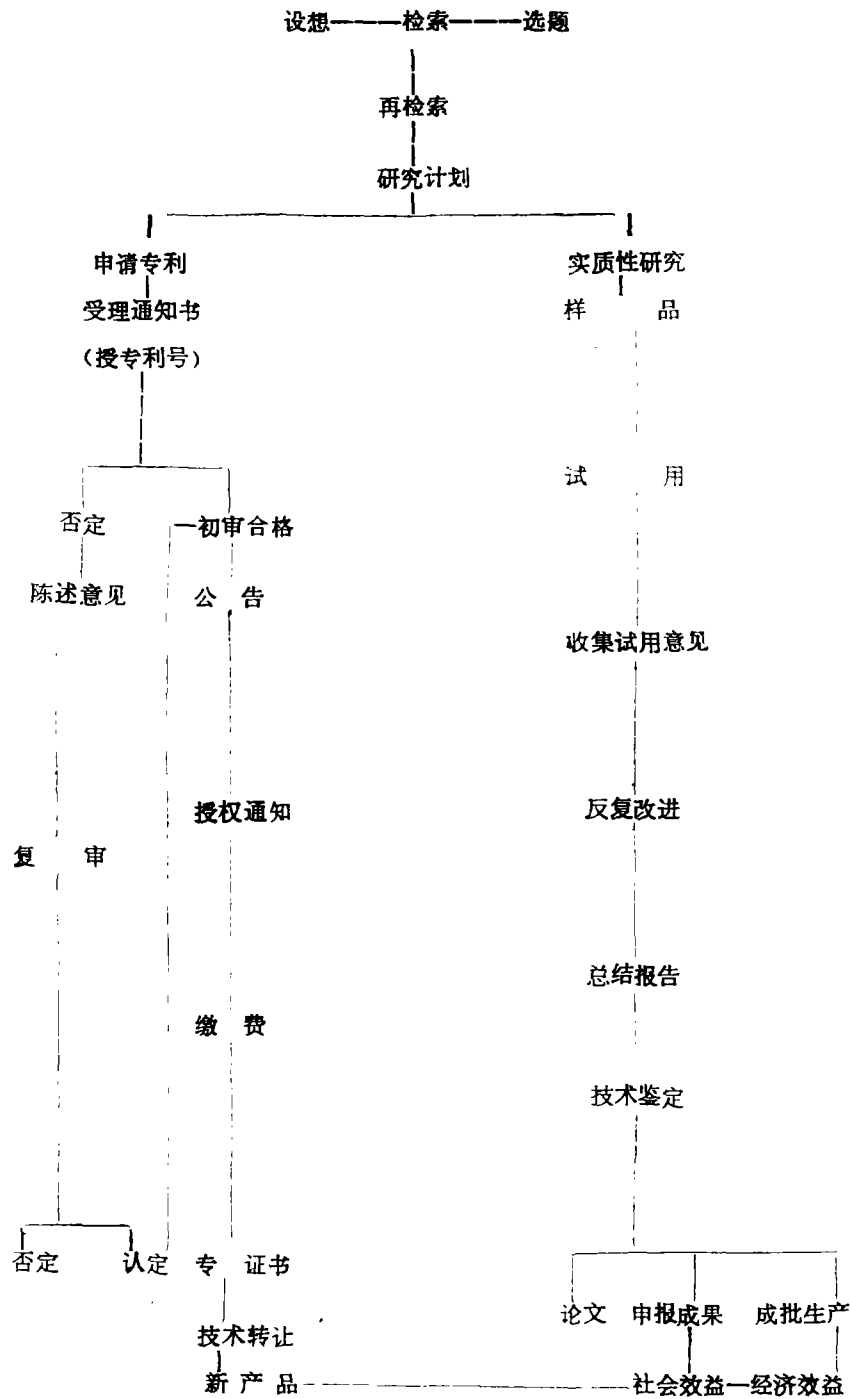 设想———检索———选题
再检索
研究计划
申请专利 实质性研究
受理通知书 样品
(授专利号)
试用
否定 一初审合格
陈述意见 公告
收集试用意见
授权通知 反复改进
复审
总结报告
缴费
技术鉴定
否定 认定 专 证书
论文 申报成果 成批生产
技术转让
新产品 社会效益—经济效益